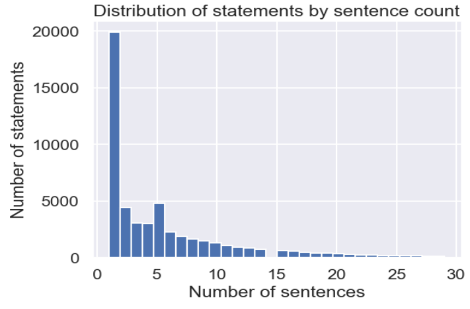 Distribution of statements by sentence count
20000
15000
10000
5000
0
Number of statements
0 5 10 15 20 25 30
Number of sentences